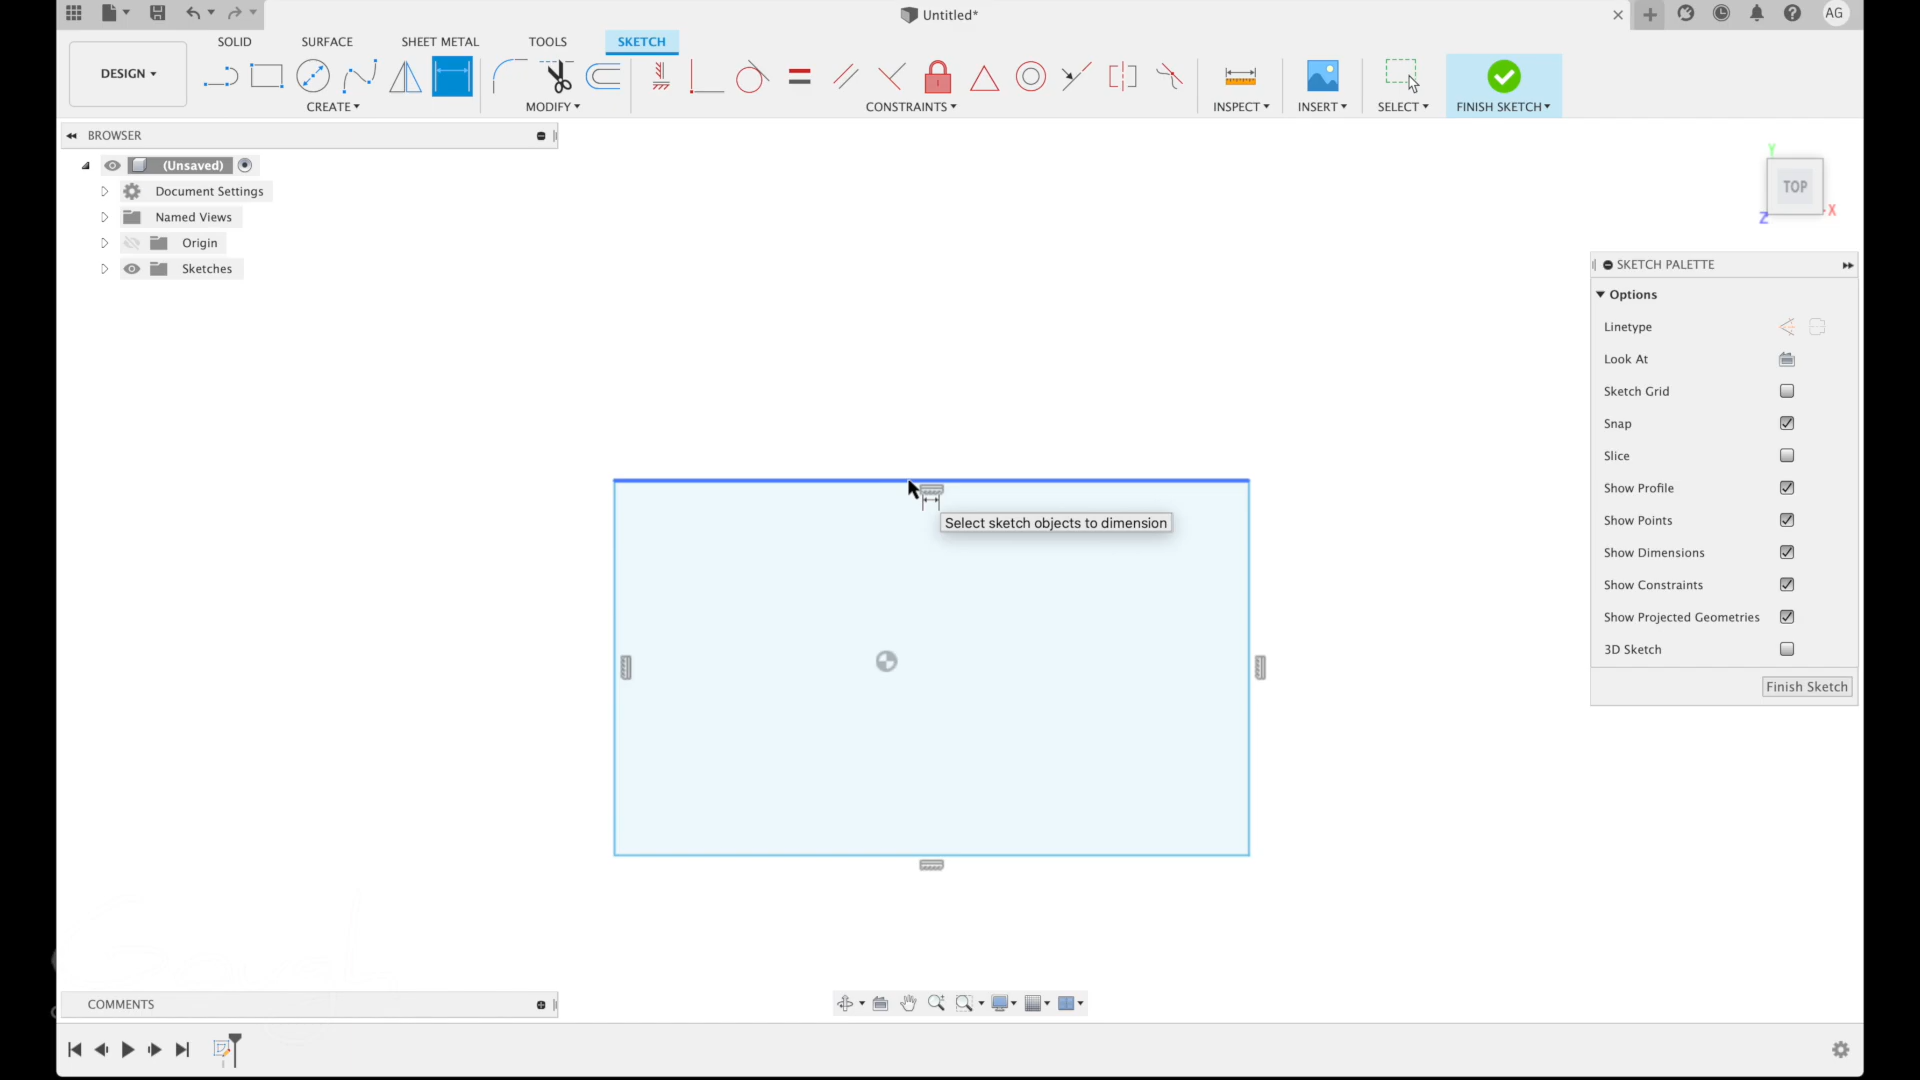 Untitled*
AG
SOLID
SURFACE
SHEET METAL
TOOLS
SKETCH
DESIGN
CREATE
MODIFY
CONSTRAINTS
INSPECT
INSERT
SELECT
FINISH SKETCH
BROWSER
(Unsaved)
Document Settings
Named Views
Origin
Sketches
Y
TOP
Z
X
SKETCH PALETTE
Options
Linetype
Look At
Sketch Grid
Snap
Slice
Show Profile
Show Points
Show Dimensions
Show Constraints
Show Projected Geometries
3D Sketch
Finish Sketch
Select sketch objects to dimension
COMMENTS